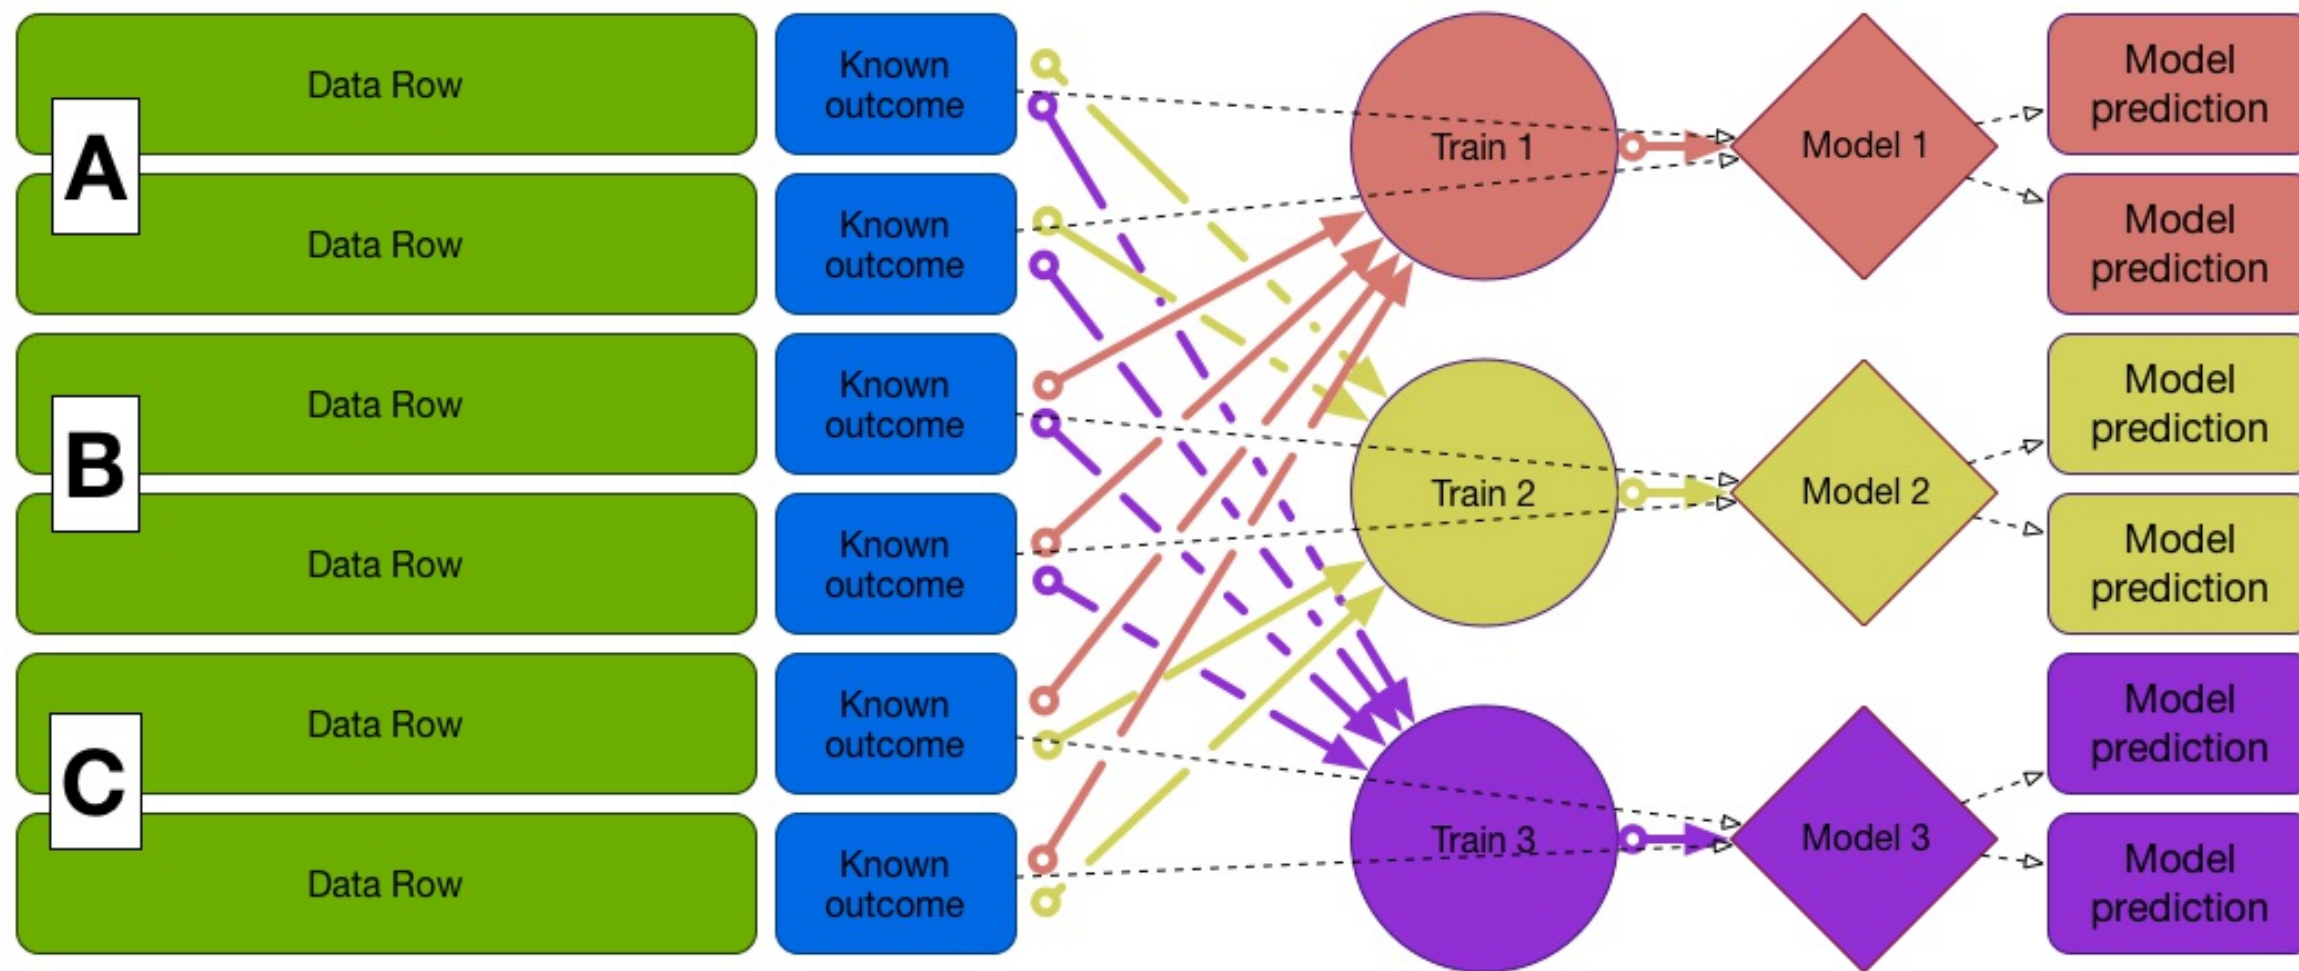 A
Data Row
Known
outcome
Data Row
Known
outcome
B
Data Row
Known
outcome
Data Row
Known
outcome
C
Data Row
Known
outcome
Data Row
Known
outcome
Train 1
Train 2
Train 3
Model 1
Model 2
Model 3
Model
prediction
Model
prediction
Model
prediction
Model
prediction
Model
prediction
Model
prediction